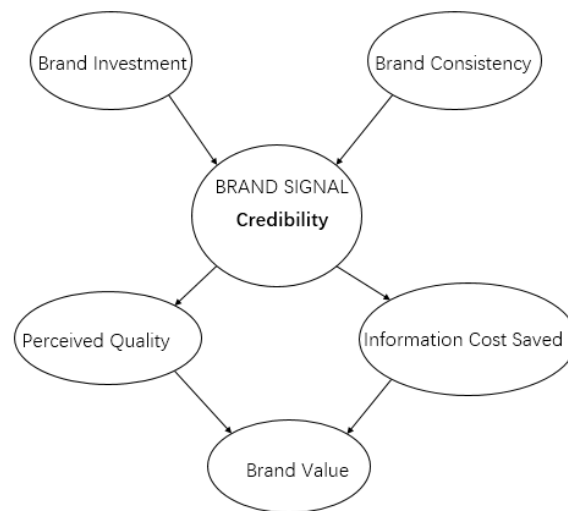 Brand Investment
Brand Consistency
BRAND SIGNAL
Credibility
Perceived Quality
Information Cost Saved
Brand Value